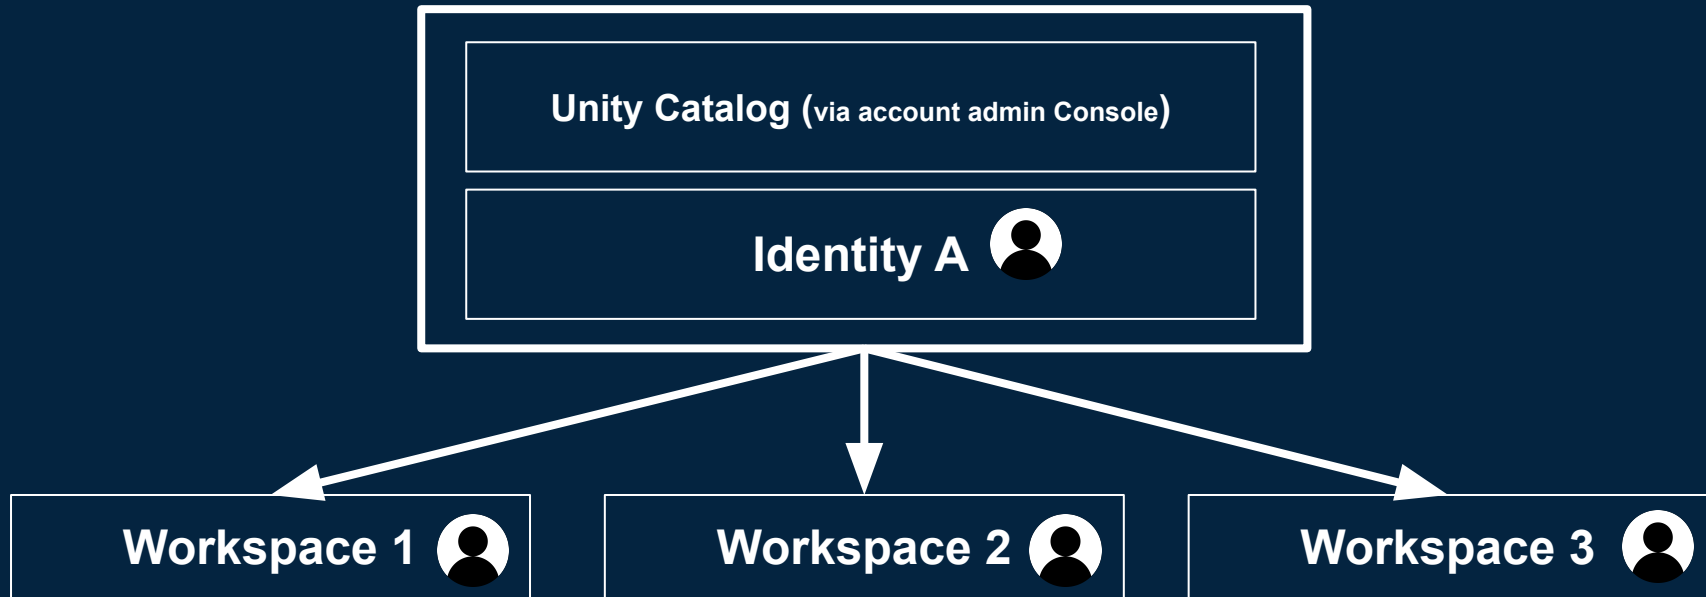 Unity Catalog (via account admin Console)
Identity A
Workspace 1
Workspace 2
Workspace 3